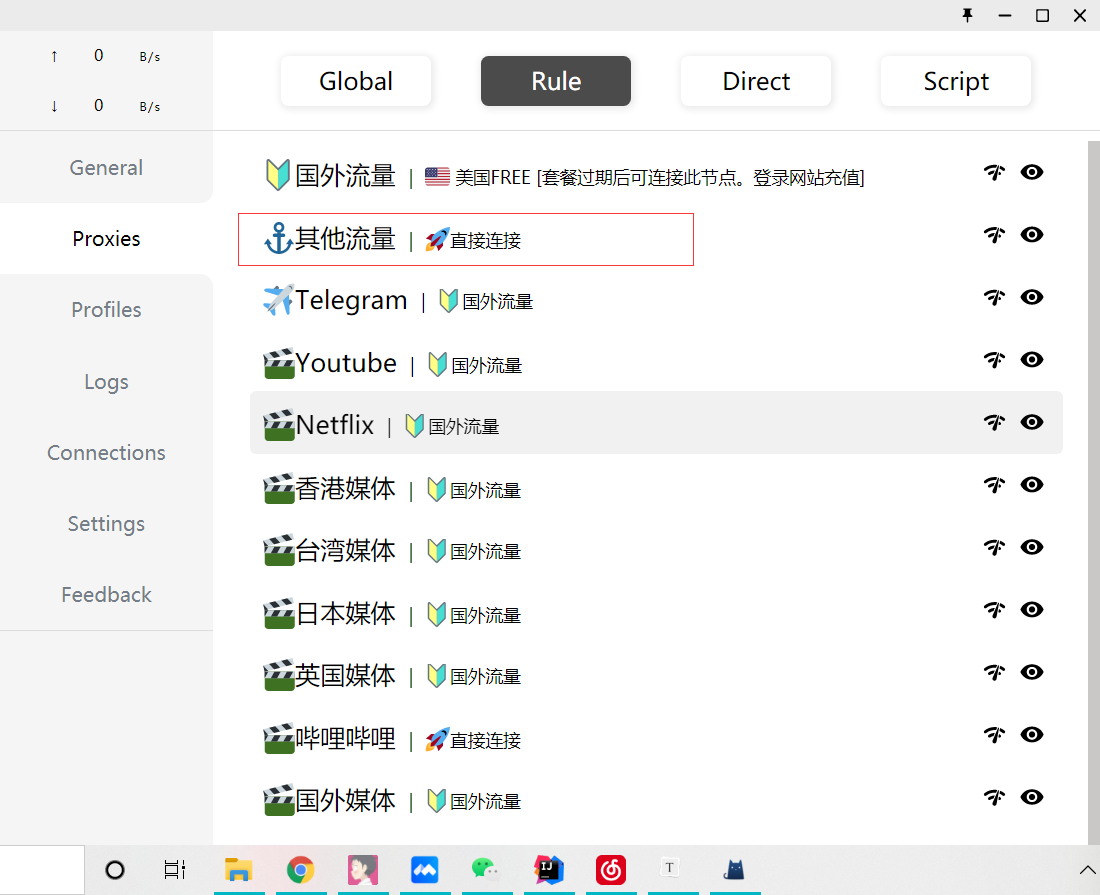 ↑ 0 B/s
↓ 0 B/s
Global Rule Direct Script
General
Proxies
Profiles
Logs
Connections
Settings
Feedback
国外流量 | 美国FREE [套餐过期后可连接此节点。登录网站充值]
其他流量 | 直接连接
Telegram | 国外流量
Youtube | 国外流量
Netflix | 国外流量
香港媒体 | 国外流量
台湾媒体 | 国外流量
日本媒体 | 国外流量
英国媒体 | 国外流量
哔哩哔哩 | 直接连接
国外媒体 | 国外流量
IJ T